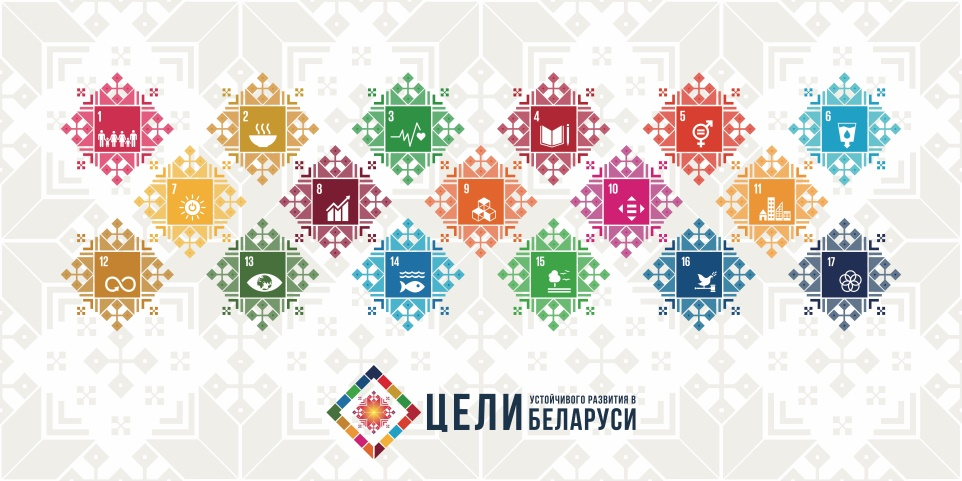 1 2 3 4 5 6
7 8 9 10 11
12 13 14 15 16 17
ЦЕЛИ УСТОЙЧИВОГО РАЗВИТИЯ В
БЕЛАРУСИ